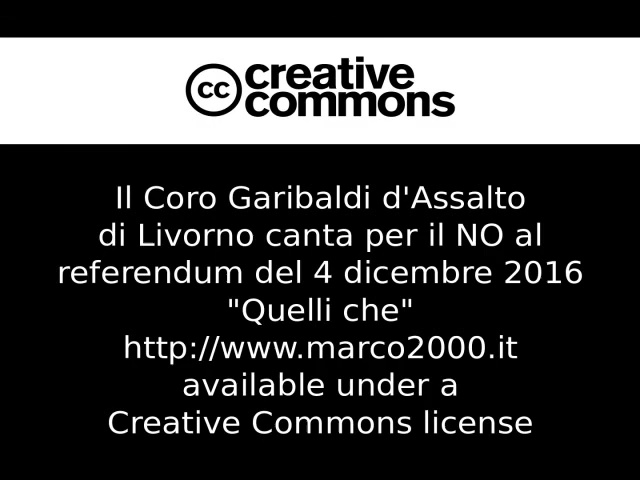 cc creative
commons
Il Coro Garibaldi d'Assalto
di Livorno canta per il NO al
referendum del 4 dicembre 2016
"Quelli che"
http://www.marco2000.it
available under a
Creative Commons license